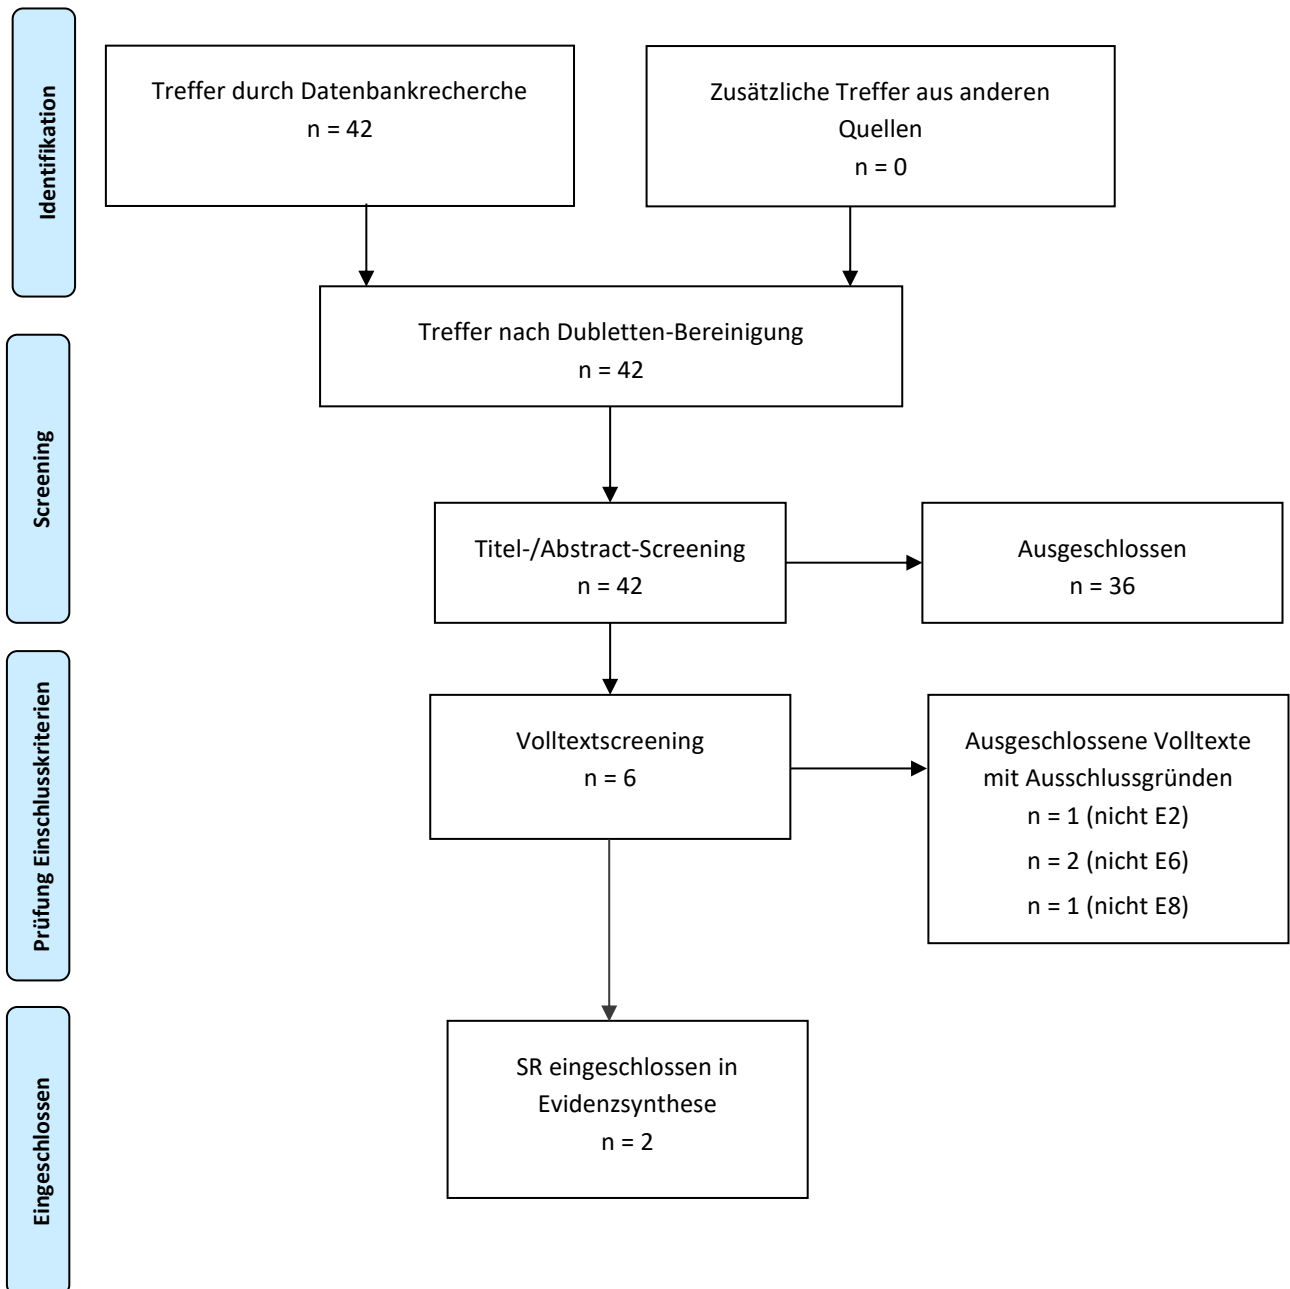 Identifikation
Treffer durch Datenbankrecherche
n = 42
Zusätzliche Treffer aus anderen
Quellen
n = 0
Treffer nach Dubletten-Bereinigung
n = 42
Screening
Titel-/Abstract-Screening
n = 42
Ausgeschlossen
n = 36
Prüfung Einschlusskriterien
Volltextscreening
n = 6
Ausgeschlossene Volltexte
mit Ausschlussgründen
n = 1 (nicht E2)
n = 2 (nicht E6)
n = 1 (nicht E8)
Eingeschlossen
SR eingeschlossen in
Evidenzsynthese
n = 2